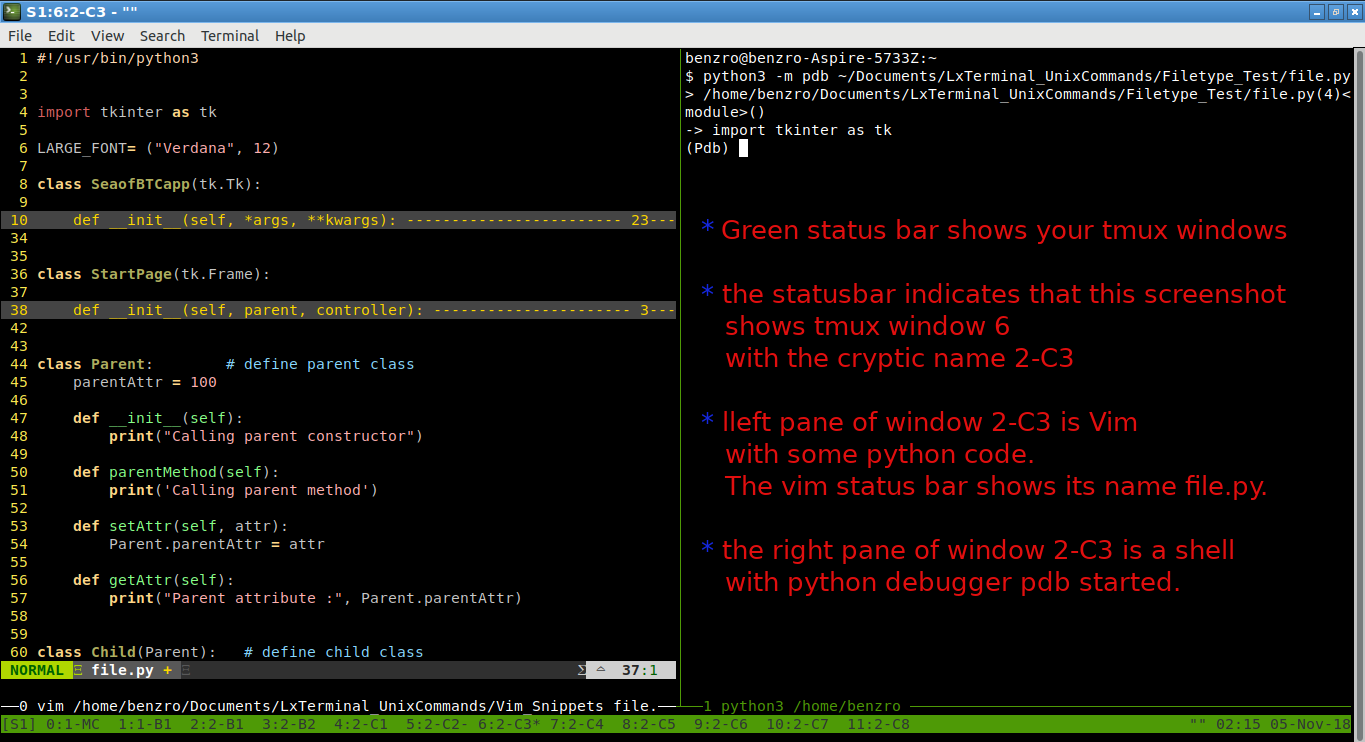 S1:6:2-C3 - ""
File Edit View Search Terminal Help
1 #!/usr/bin/python3
2
3
4 import tkinter as tk
5
6 LARGE_FONT= ("Verdana", 12)
7
8 class SeaofBTCapp(tk.Tk):
9
10     def __init__(self, *args, **kwargs): ------------------------ 23---
34
35
36 class StartPage(tk.Frame):
37
38     def __init__(self, parent, controller): ---------------------- 3---
42
43
44 class Parent:        # define parent class
45     parentAttr = 100
46
47     def __init__(self):
48         print("Calling parent constructor")
49
50     def parentMethod(self):
51         print('Calling parent method')
52
53     def setAttr(self, attr):
54         Parent.parentAttr = attr
55
56     def getAttr(self):
57         print("Parent attribute :", Parent.parentAttr)
58
59
60 class Child(Parent):   # define child class
NORMAL Ξ file.py + Ξ Σ 37:1
──0 vim /home/benzro/Documents/LxTerminal_UnixCommands/Vim_Snippets file.──
benzro@benzro-Aspire-5733Z:~
$ python3 -m pdb ~/Documents/LxTerminal_UnixCommands/Filetype_Test/file.py
> /home/benzro/Documents/LxTerminal_UnixCommands/Filetype_Test/file.py(4)<
module>()
-> import tkinter as tk
(Pdb)
* Green status bar shows your tmux windows
* the statusbar indicates that this screenshot
shows tmux window 6
with the cryptic name 2-C3
* lleft pane of window 2-C3 is Vim
with some python code.
The vim status bar shows its name file.py.
* the right pane of window 2-C3 is a shell
with python debugger pdb started.
──1 python3 /home/benzro
[S1] 0:1-MC  1:1-B1  2:2-B1  3:2-B2  4:2-C1  5:2-C2- 6:2-C3* 7:2-C4  8:2-C5  9:2-C6  10:2-C7  11:2-C8 "" 02:15 05-Nov-18